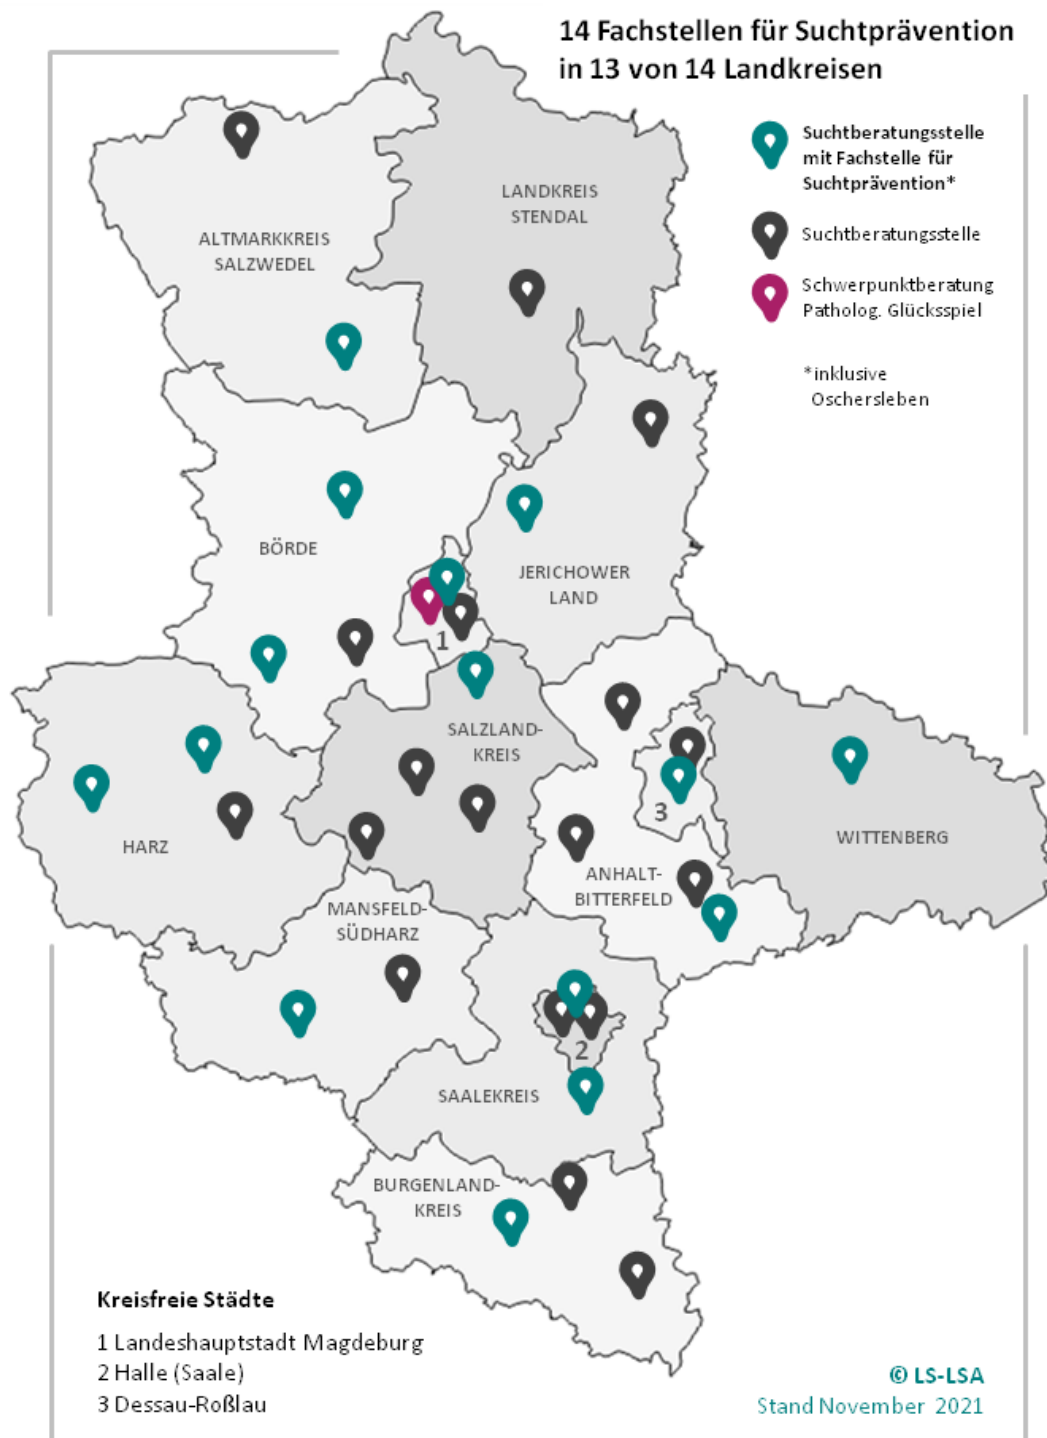 14 Fachstellen für Suchtprävention
in 13 von 14 Landkreisen
Suchtberatungsstelle
mit Fachstelle für
Suchtprävention*
Suchtberatungsstelle
Schwerpunktberatung
Patholog. Glücksspiel
*inklusive
Oschersleben
LANDKREIS
STENDAL
ALTMARKKREIS
SALZWEDEL
BÖRDE
JERICHOWER
LAND
1
SALZLAND-
KREIS
3
WITTENBERG
HARZ
ANHALT-
BITTERFELD
MANSFELD-
SÜDHARZ
2
SAALEKREIS
BURGENLAND-
KREIS
Kreisfreie Städte
1 Landeshauptstadt Magdeburg
2 Halle (Saale)
3 Dessau-Roßlau
© LS-LSA
Stand November 2021